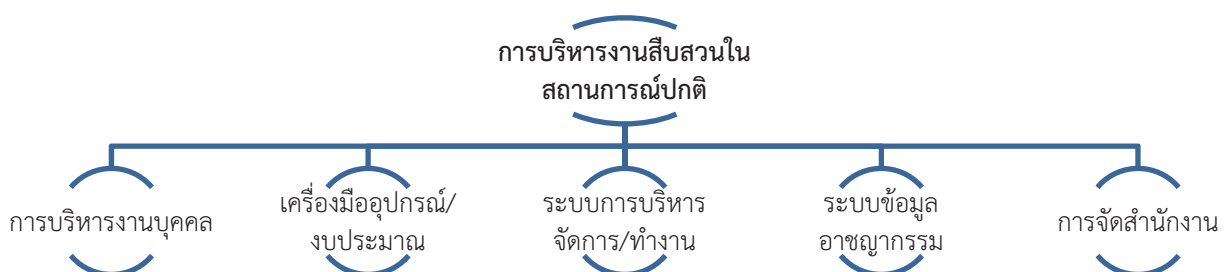 การบริหารงานสืบสวนใน
สถานการณ์ปกติ
การบริหารงานบุคคล
เครื่องมืออุปกรณ์/
งบประมาณ
ระบบการบริหาร
จัดการ/ทำงาน
ระบบข้อมูล
อาชญากรรม
การจัดสำนักงาน